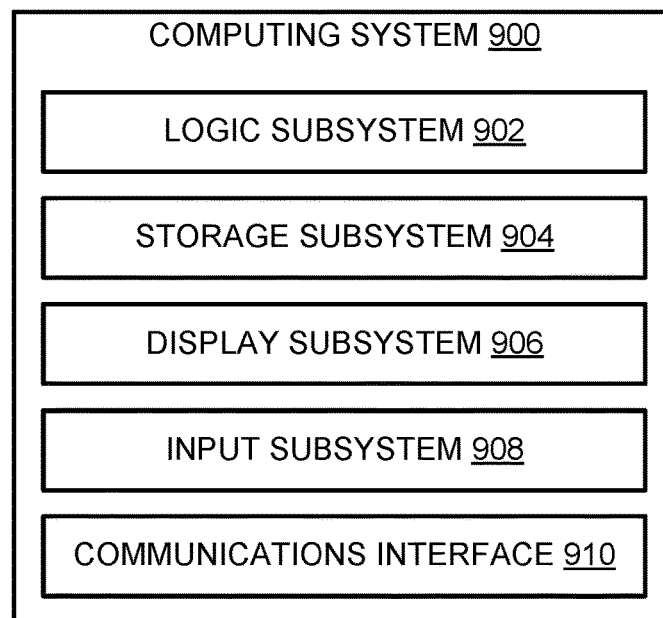 COMPUTING SYSTEM 900
LOGIC SUBSYSTEM 902
STORAGE SUBSYSTEM 904
DISPLAY SUBSYSTEM 906
INPUT SUBSYSTEM 908
COMMUNICATIONS INTERFACE 910